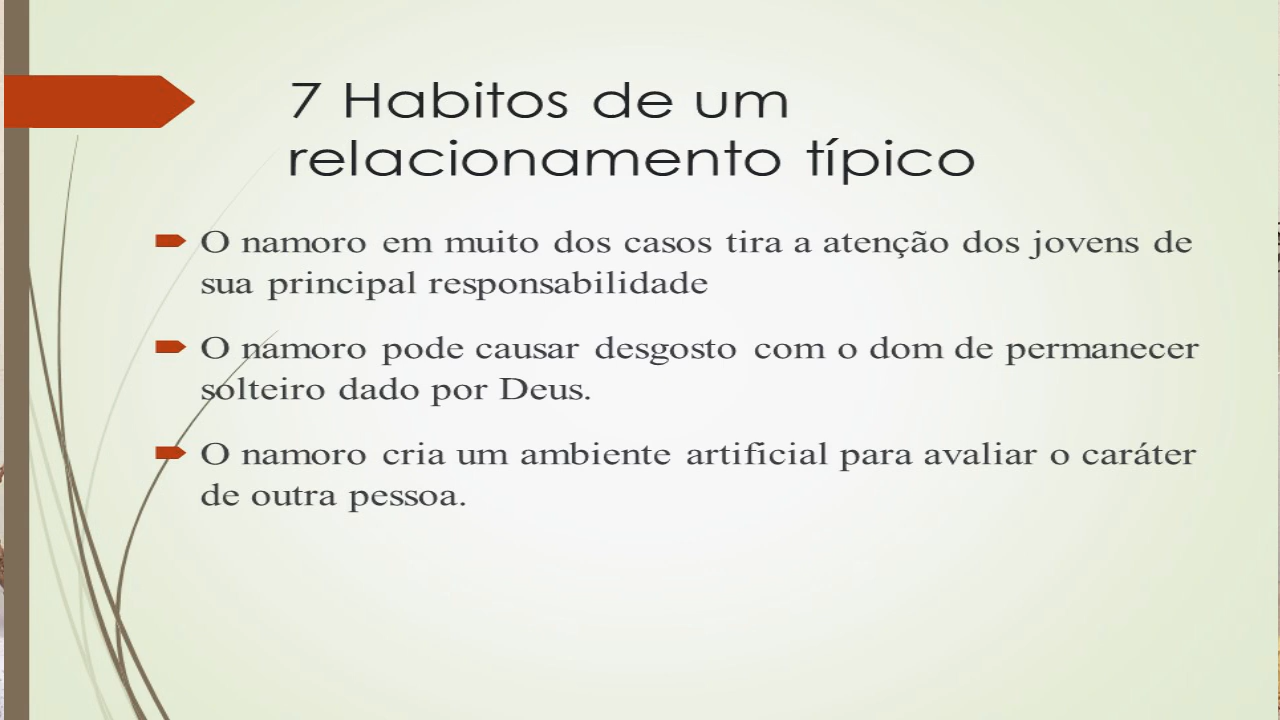 7 Habitos de um
relacionamento típico
O namoro em muito dos casos tira a atenção dos jovens de
sua principal responsabilidade
O namoro pode causar desgosto com o dom de permanecer
solteiro dado por Deus.
O namoro cria um ambiente artificial para avaliar o caráter
de outra pessoa.